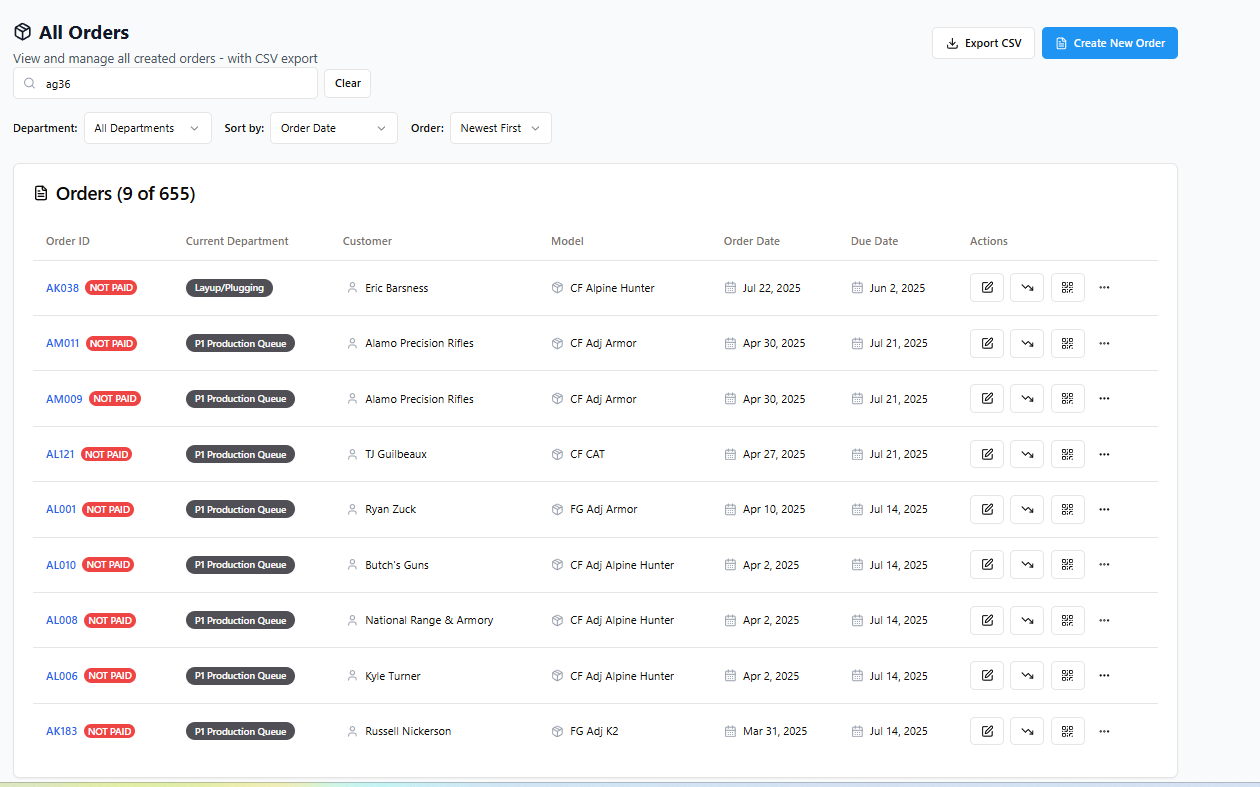 All Orders
View and manage all created orders - with CSV export
Export CSV
Create New Order
ag36
Clear
Department: All Departments Sort by: Order Date Order: Newest First
Orders (9 of 655)
Order ID Current Department Customer Model Order Date Due Date Actions
AK038 NOT PAID Layup/Plugging Eric Barsness CF Alpine Hunter Jul 22, 2025 Jun 2, 2025
AM011 NOT PAID P1 Production Queue Alamo Precision Rifles CF Adj Armor Apr 30, 2025 Jul 21, 2025
AM009 NOT PAID P1 Production Queue Alamo Precision Rifles CF Adj Armor Apr 30, 2025 Jul 21, 2025
AL121 NOT PAID P1 Production Queue TJ Guilbeaux CF CAT Apr 27, 2025 Jul 21, 2025
AL001 NOT PAID P1 Production Queue Ryan Zuck FG Adj Armor Apr 10, 2025 Jul 14, 2025
AL010 NOT PAID P1 Production Queue Butch's Guns CF Adj Alpine Hunter Apr 2, 2025 Jul 14, 2025
AL008 NOT PAID P1 Production Queue National Range & Armory CF Adj Alpine Hunter Apr 2, 2025 Jul 14, 2025
AL006 NOT PAID P1 Production Queue Kyle Turner CF Adj Alpine Hunter Apr 2, 2025 Jul 14, 2025
AK183 NOT PAID P1 Production Queue Russell Nickerson FG Adj K2 Mar 31, 2025 Jul 14, 2025